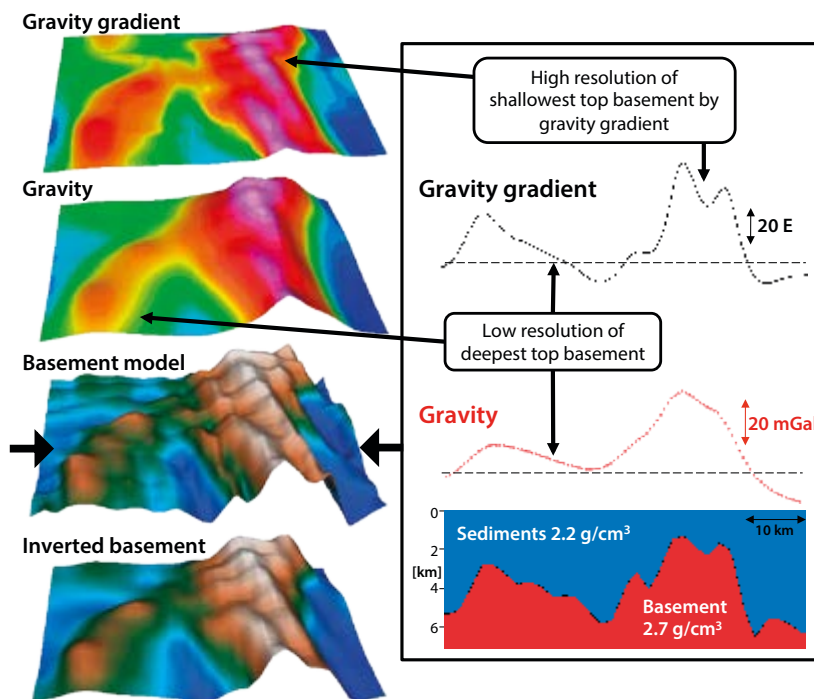 Gravity gradient
Gravity
Basement model
Inverted basement
High resolution of
shallowest top basement by
gravity gradient
Gravity gradient
20 E
Low resolution of
deepest top basement
Gravity
20 mGal
0
2
[km]
4
6
10 km
Sediments 2.2 g/cm³
Basement
2.7 g/cm³